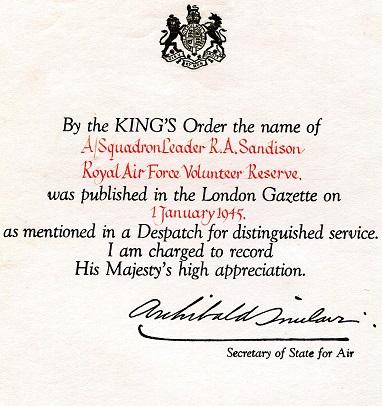 By the KING'S Order the name of
A/Squadron Leader R.A. Sandison
Royal Air Force Volunteer Reserve,
was published in the London Gazette on
1 January 1945.
as mentioned in a Despatch for distinguished service.
I am charged to record
His Majesty's high appreciation.
Archibald Sinclair
Secretary of State for Air